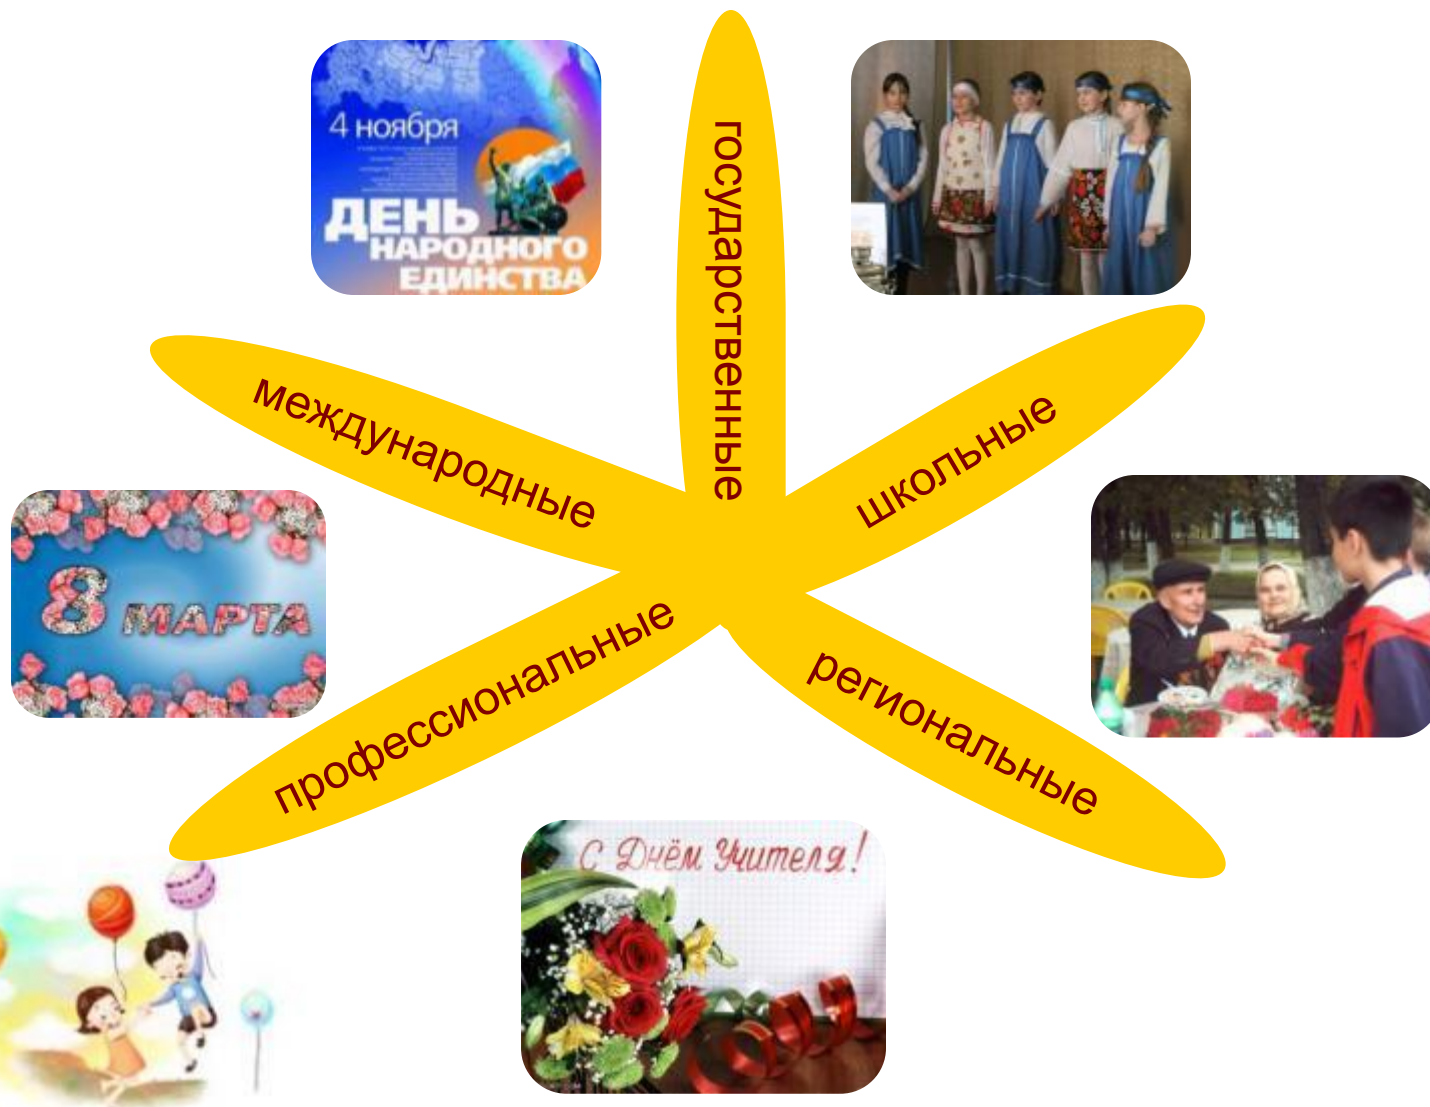 4 ноября
ДЕНЬ
НАРОДНОГО
ЕДИНСТВА
государственные
международные
школьные
8 МАРТА
профессиональные
региональные
С Днём Учителя!